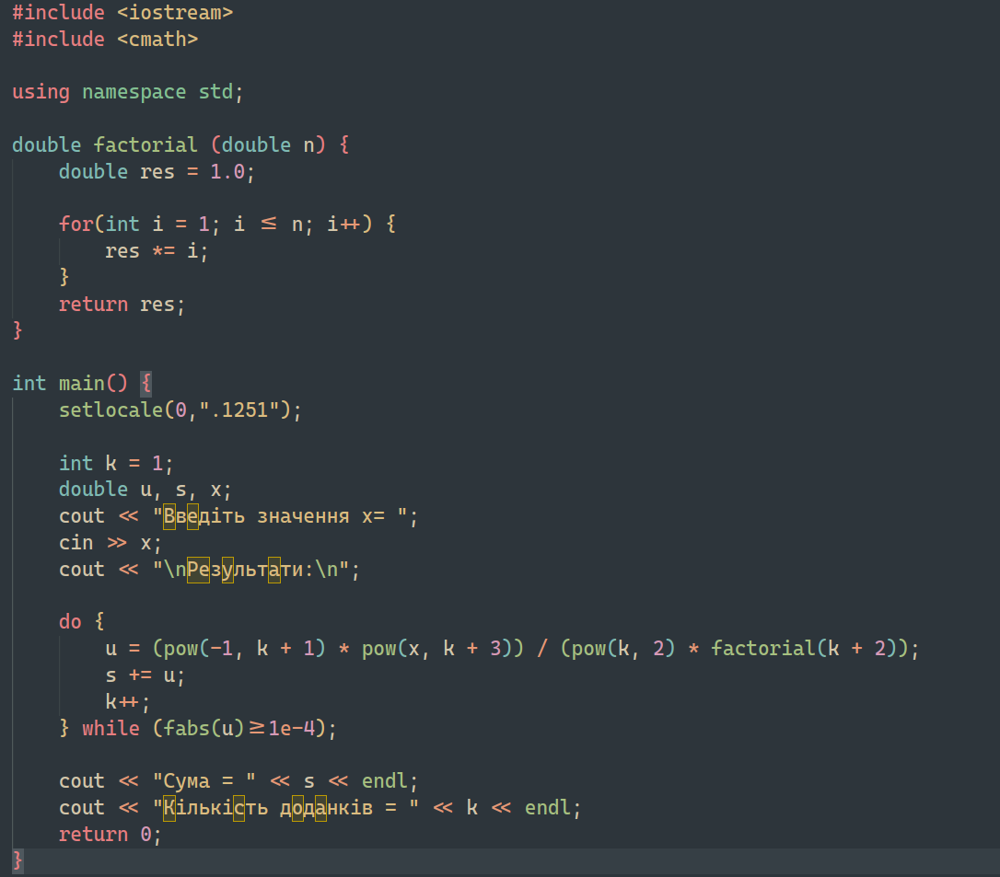 #include <iostream>
#include <cmath>

using namespace std;

double factorial (double n) {
    double res = 1.0;

    for(int i = 1; i <= n; i++) {
        res *= i;
    }
    return res;
}

int main() {
    setlocale(0,".1251");

    int k = 1;
    double u, s, x;
    cout << "Введіть значення x= ";
    cin >> x;
    cout << "\nРезультати:\n";

    do {
        u = (pow(-1, k + 1) * pow(x, k + 3)) / (pow(k, 2) * factorial(k + 2));
        s += u;
        k++;
    } while (fabs(u)>=1e-4);

    cout << "Сума = " << s << endl;
    cout << "Кількість доданків = " << k << endl;
    return 0;
}